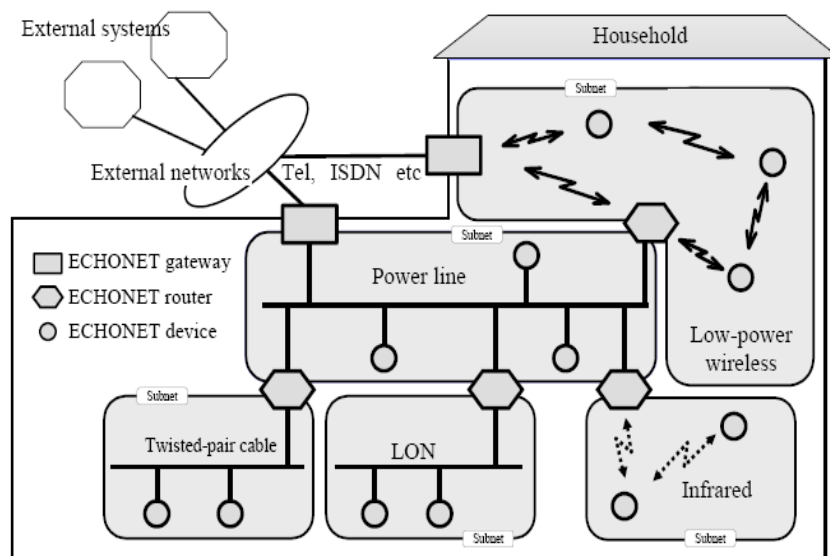 External systems
Household
Subnet
External networks
Tel, ISDN etc
Subnet
ECHONET gateway
ECHONET router
ECHONET device
Power line
Low-power
wireless
Subnet
Twisted-pair cable
LON
Subnet
Infrared
Subnet